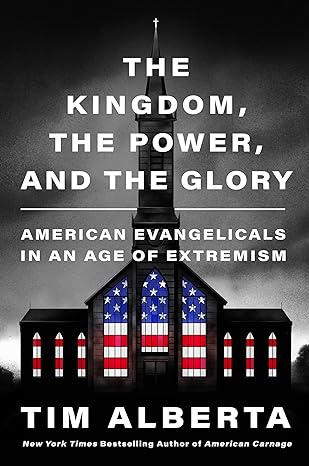 THE
KINGDOM,
THE POWER,
AND THE GLORY
AMERICAN EVANGELICALS
IN AN AGE OF EXTREMISM
TIM ALBERTA
New York Times Bestselling Author of American Carnage